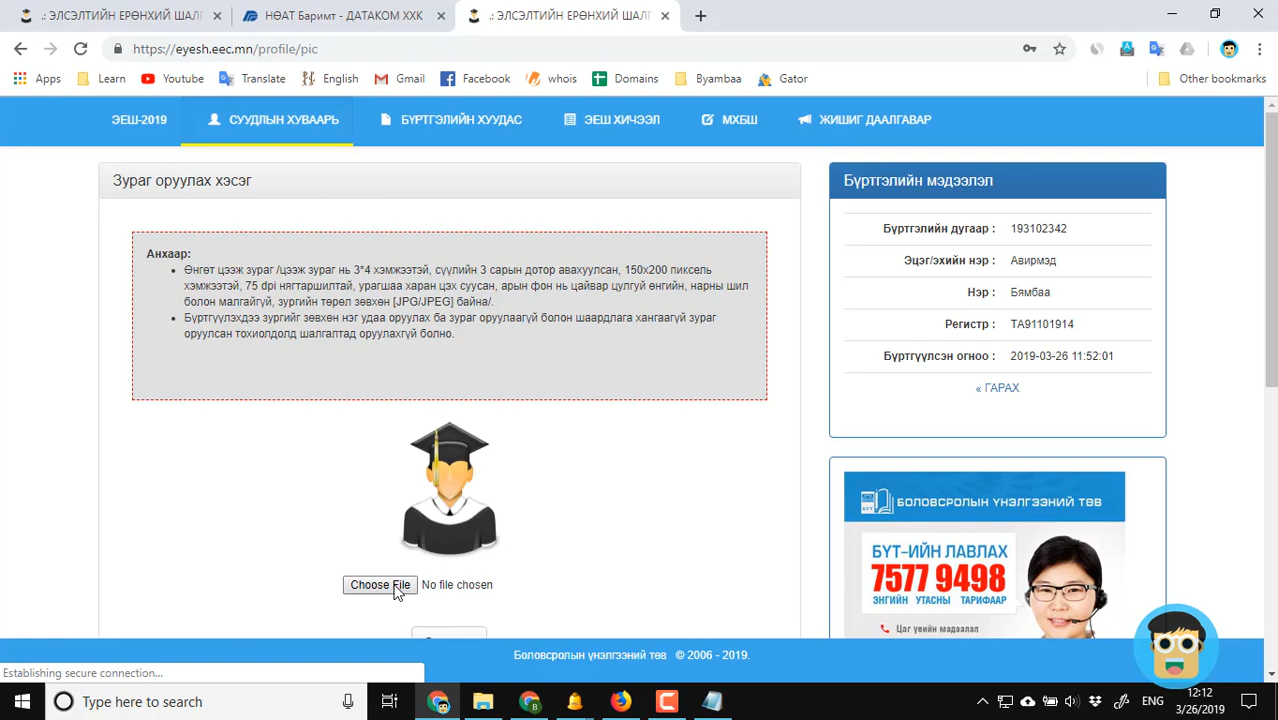 .: ЭЛСЭЛТИЙН ЕРӨНХИЙ ШАЛГ
НӨАТ Баримт - ДАТАКОМ ХХК
.: ЭЛСЭЛТИЙН ЕРӨНХИЙ ШАЛГ
https://eyesh.eec.mn/profile/pic
Apps
Learn
Youtube
Translate
English
Gmail
Facebook
whois
Domains
Byambaa
Gator
Other bookmarks
ЭЕШ-2019
СУУДЛЫН ХУВААРЬ
БҮРТГЭЛИЙН ХУУДАС
ЭЕШ ХИЧЭЭЛ
МХБШ
ЖИШИГ ДААЛГАВАР
Зураг оруулах хэсэг
Анхаар:
• Өнгөт цээж зураг /цээж зураг нь 3*4 хэмжээтэй, сүүлийн 3 сарын дотор авахуулсан, 150x200 пиксель
хэмжээтэй, 75 dpi нягтаршилтай, урагшаа харан цэх суусан, арын фон нь цайвар цулгуй өнгийн, нарны шил
болон малгайгүй, зургийн төрөл зөвхөн [JPG/JPEG] байна/.
• Бүртгүүлэхдээ зургийг зөвхөн нэг удаа оруулах ба зураг оруулаагүй болон шаардлага хангаагүй зураг
оруулсан тохиолдолд шалгалтад оруулахгүй болно.
Choose File No file chosen
Бүртгэлийн мэдээлэл
Бүртгэлийн дугаар : 193102342
Эцэг/эхийн нэр : Авирмэд
Нэр : Бямбаа
Регистр : ТА91101914
Бүртгүүлсэн огноо : 2019-03-26 11:52:01
« ГАРАХ
БОЛОВСРОЛЫН ҮНЭЛГЭЭНИЙ ТӨВ
БҮТ-ИЙН ЛАВЛАХ
7577 9498
ЭНГИЙН УТАСНЫ ТАРИФААР
Цаг үеийн мэдээлэл
Боловсролын үнэлгээний төв © 2006 - 2019.
Establishing secure connection...
Type here to search
ENG
12:12
3/26/2019